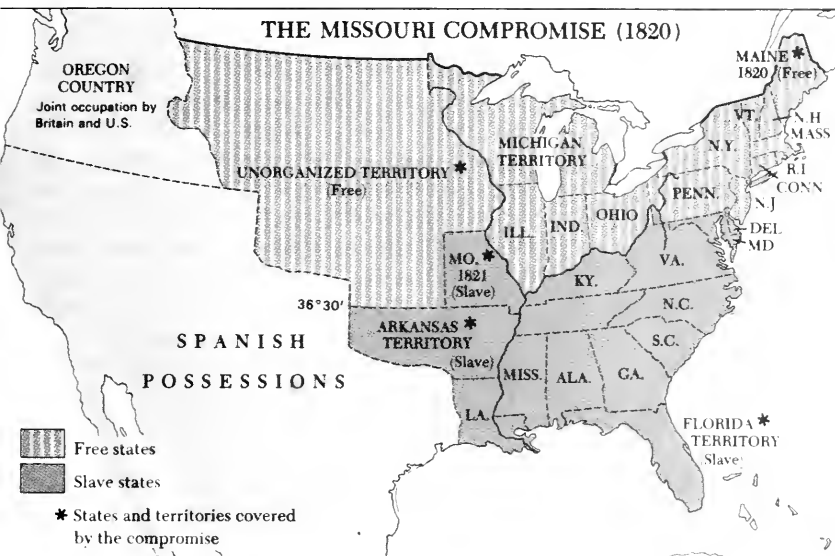 THE MISSOURI COMPROMISE (1820)
OREGON
COUNTRY
Joint occupation by
Britain and U.S.
MAINE *
1820 (Free)
VT.
N.H
MASS
N.Y.
R.I
CONN
MICHIGAN
TERRITORY
UNORGANIZED TERRITORY *
(Free)
PENN.
N.J
OHIO
IND.
ILL.
DEL
MD
MO. *
1821
(Slave)
VA.
KY.
36°30'
N.C.
ARKANSAS *
TERRITORY
(Slave)
S.C.
SPANISH
POSSESSIONS
MISS.
ALA.
GA.
LA.
FLORIDA *
TERRITORY
(Slave)
Free states
Slave states
* States and territories covered
by the compromise